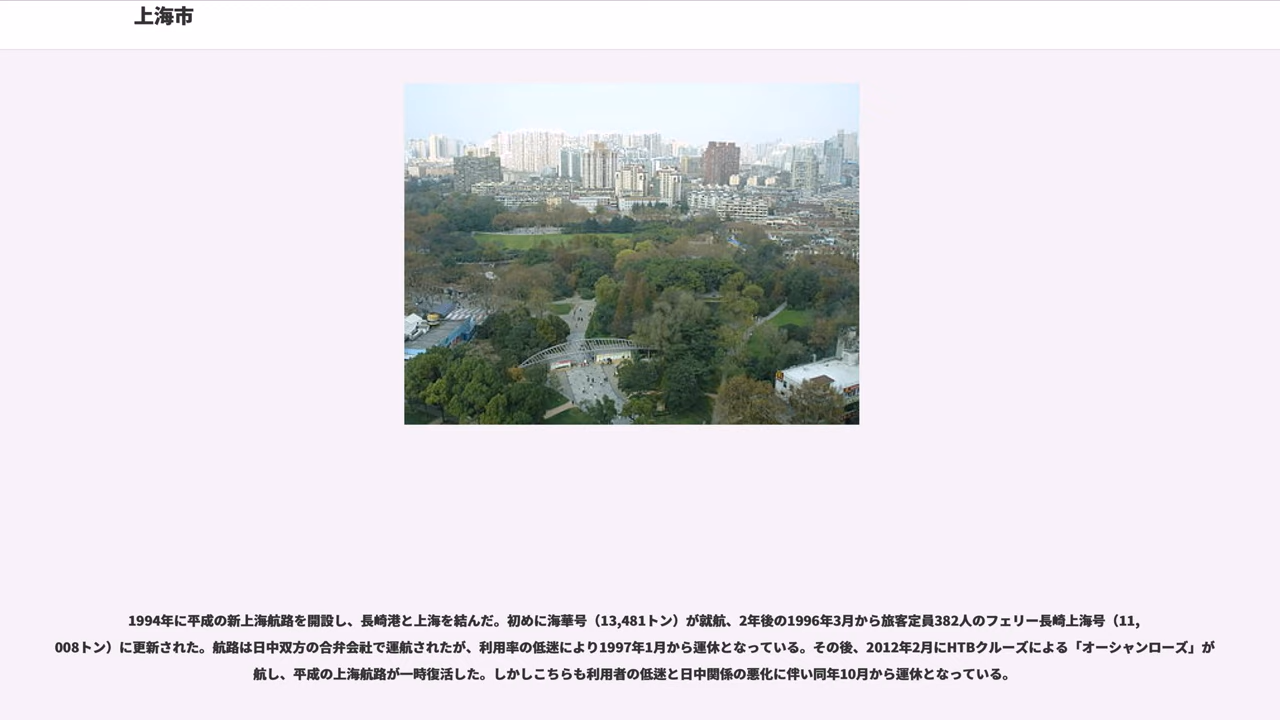 上海市
1994年に平成の新上海航路を開設し、長崎港と上海を結んだ。初めに海華号（13,481トン）が就航、2年後の1996年3月から旅客定員382人のフェリー長崎上海号（11,
008トン）に更新された。航路は日中双方の合弁会社で運航されたが、利用率の低迷により1997年1月から運休となっている。その後、2012年2月にHTBクルーズによる「オーシャンローズ」が
航し、平成の上海航路が一時復活した。しかしこちらも利用者の低迷と日中関係の悪化に伴い同年10月から運休となっている。